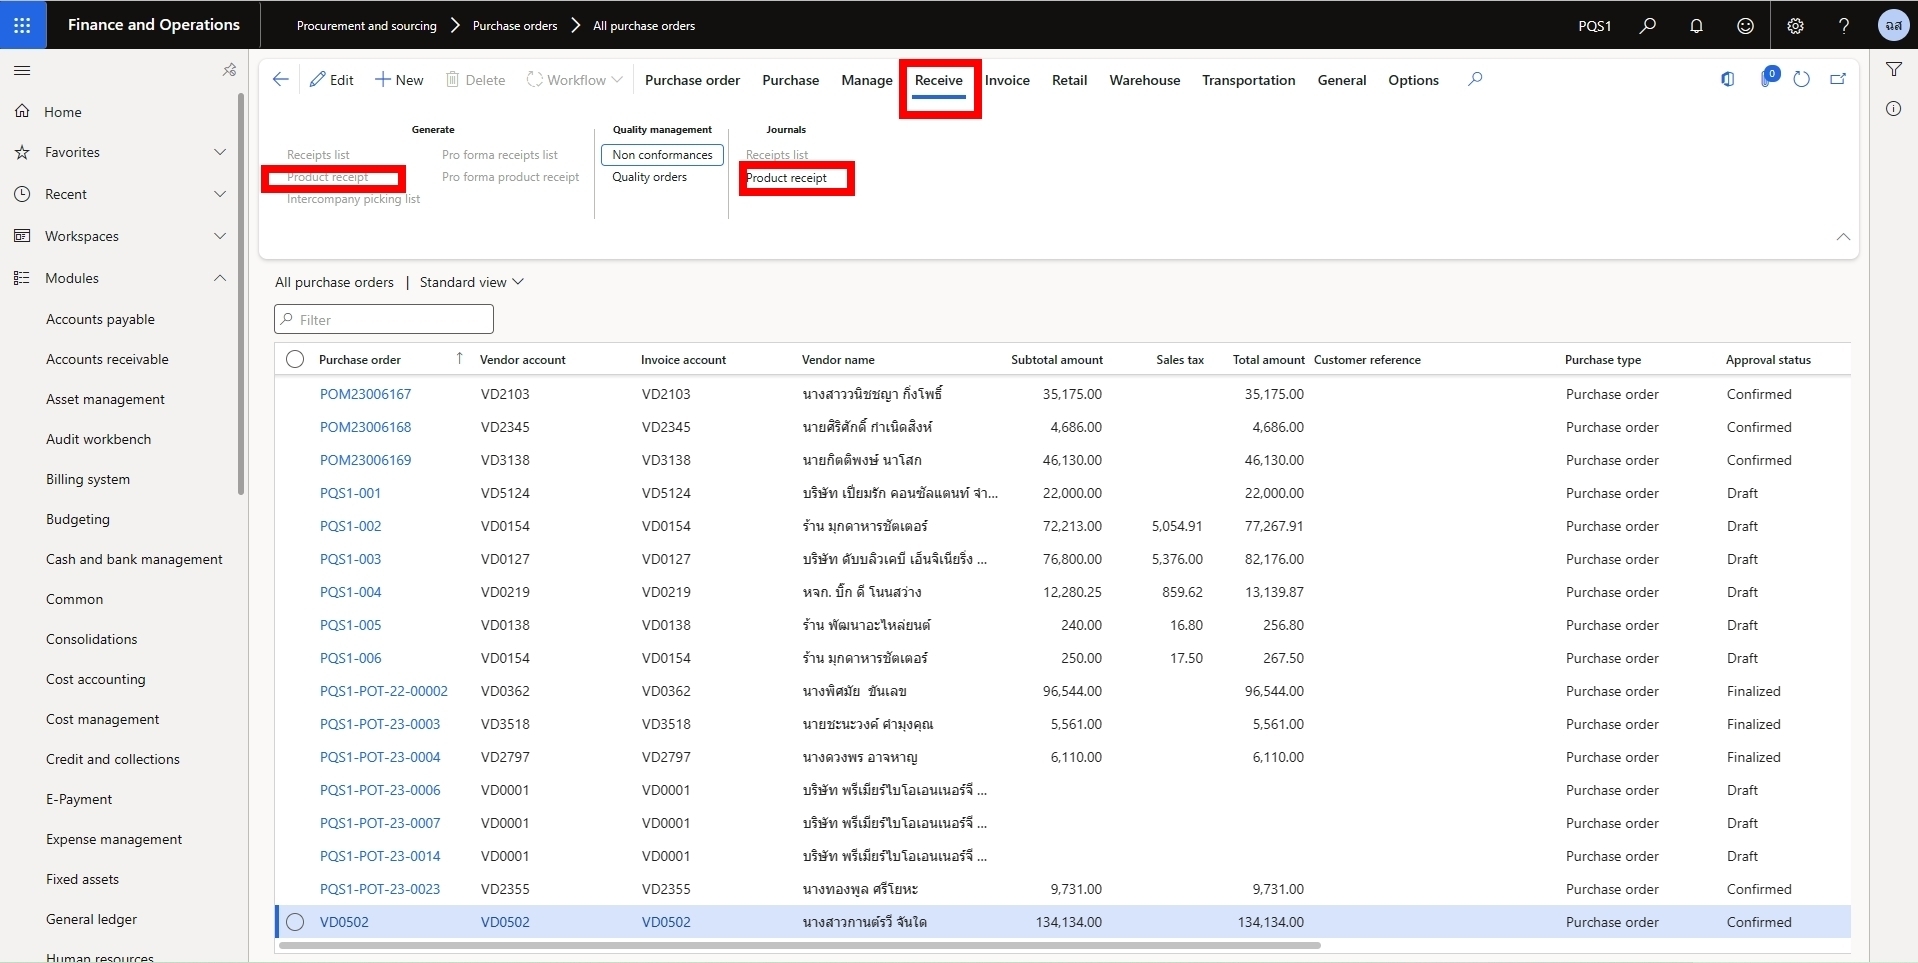 Finance and Operations
Procurement and sourcing > Purchase orders > All purchase orders
PQS1
ฉส
Edit
New
Delete
Workflow
Purchase order
Purchase
Manage
Receive
Invoice
Retail
Warehouse
Transportation
General
Options
0
Home
Favorites
Recent
Workspaces
Modules
Accounts payable
Accounts receivable
Asset management
Audit workbench
Billing system
Budgeting
Cash and bank management
Common
Consolidations
Cost accounting
Cost management
Credit and collections
E-Payment
Expense management
Fixed assets
General ledger
Human resources
Generate
Receipts list
Product receipt
Intercompany picking list
Pro forma receipts list
Pro forma product receipt
Quality management
Non conformances
Quality orders
Journals
Receipts list
Product receipt
All purchase orders | Standard view
Filter
Purchase order Vendor account Invoice account Vendor name Subtotal amount Sales tax Total amount Customer reference Purchase type Approval status
POM23006167 VD2103 VD2103 นางสาววนิชชญา กิ่งโพธิ์ 35,175.00 35,175.00 Purchase order Confirmed
POM23006168 VD2345 VD2345 นายศิริศักดิ์ กำเนิดสิงห์ 4,686.00 4,686.00 Purchase order Confirmed
POM23006169 VD3138 VD3138 นายกิตติพงษ์ นาโสก 46,130.00 46,130.00 Purchase order Confirmed
PQS1-001 VD5124 VD5124 บริษัท เปี่ยมรัก คอนซัลแตนท์ จำ... 22,000.00 22,000.00 Purchase order Draft
PQS1-002 VD0154 VD0154 ร้าน มุกดาหารชัตเตอร์ 72,213.00 5,054.91 77,267.91 Purchase order Draft
PQS1-003 VD0127 VD0127 บริษัท ดับบลิวเคบี เอ็นจิเนียริ่ง ... 76,800.00 5,376.00 82,176.00 Purchase order Draft
PQS1-004 VD0219 VD0219 หจก. บิ๊ก ดี โนนสว่าง 12,280.25 859.62 13,139.87 Purchase order Draft
PQS1-005 VD0138 VD0138 ร้าน พัฒนาอะไหล่ยนต์ 240.00 16.80 256.80 Purchase order Draft
PQS1-006 VD0154 VD0154 ร้าน มุกดาหารชัตเตอร์ 250.00 17.50 267.50 Purchase order Draft
PQS1-POT-22-00002 VD0362 VD0362 นางพิศมัย ขันเลข 96,544.00 96,544.00 Purchase order Finalized
PQS1-POT-23-0003 VD3518 VD3518 นายชะนะวงค์ คำมุงคุณ 5,561.00 5,561.00 Purchase order Finalized
PQS1-POT-23-0004 VD2797 VD2797 นางดวงพร อาจหาญ 6,110.00 6,110.00 Purchase order Finalized
PQS1-POT-23-0006 VD0001 VD0001 บริษัท พรีเมียร์ไบโอเอนเนอร์จี ... Purchase order Draft
PQS1-POT-23-0007 VD0001 VD0001 บริษัท พรีเมียร์ไบโอเอนเนอร์จี ... Purchase order Draft
PQS1-POT-23-0014 VD0001 VD0001 บริษัท พรีเมียร์ไบโอเอนเนอร์จี ... Purchase order Draft
PQS1-POT-23-0023 VD2355 VD2355 นางทองพูล ศรีโยหะ 9,731.00 9,731.00 Purchase order Confirmed
VD0502 VD0502 VD0502 นางสาวกานต์รวี จันใด 134,134.00 134,134.00 Purchase order Confirmed